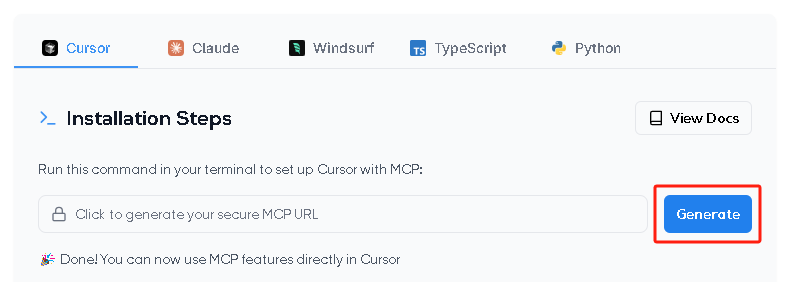 Cursor Claude Windsurf TS TypeScript Python
>_ Installation Steps View Docs
Run this command in your terminal to set up Cursor with MCP:
Click to generate your secure MCP URL Generate
🎉 Done! You can now use MCP features directly in Cursor